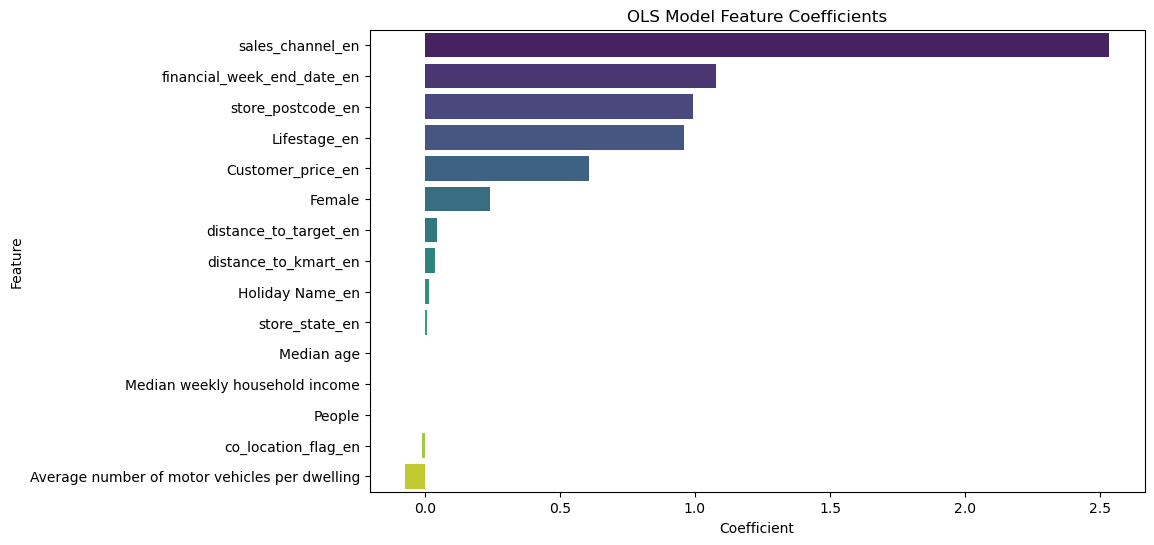 OLS Model Feature Coefficients
sales_channel_en
financial_week_end_date_en
store_postcode_en
Lifestage_en
Customer_price_en
Female
distance_to_target_en
distance_to_kmart_en
Holiday Name_en
store_state_en
Median age
Median weekly household income
People
co_location_flag_en
Average number of motor vehicles per dwelling
Feature
0.0 0.5 1.0 1.5 2.0 2.5
Coefficient